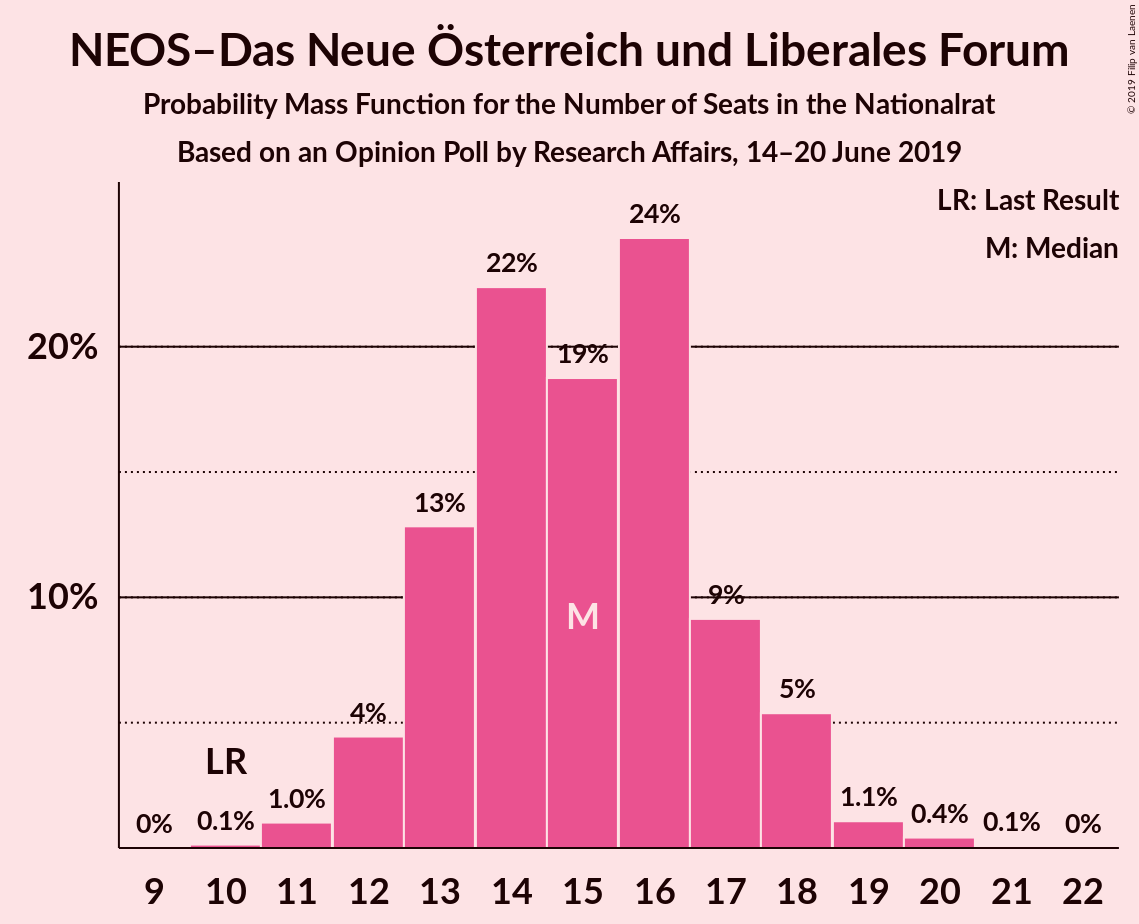 NEOS–Das Neue Österreich und Liberales Forum
Probability Mass Function for the Number of Seats in the Nationalrat
Based on an Opinion Poll by Research Affairs, 14–20 June 2019
© 2019 Filip van Laenen
LR: Last Result
M: Median
20%
10%
0%
LR
0.1%
1.0%
4%
13%
22%
19%
M
24%
9%
5%
1.1%
0.4%
0.1%
0%
9 10 11 12 13 14 15 16 17 18 19 20 21 22